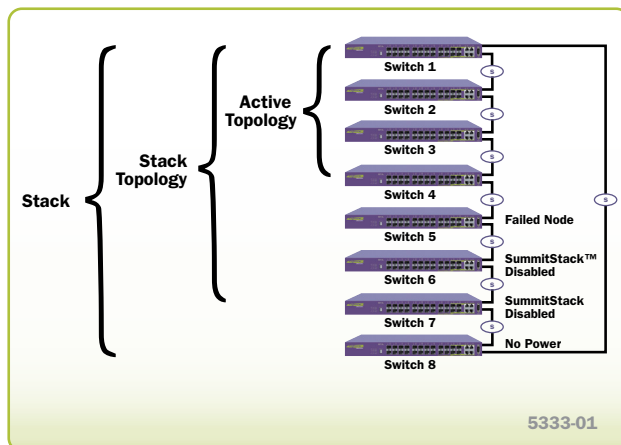 Stack
Stack
Topology
Active
Topology
Switch 1
S
Switch 2
S
Switch 3
S
Switch 4
S
S
Switch 5
Failed Node
S
Switch 6
SummitStack™
Disabled
S
Switch 7
SummitStack
Disabled
S
Switch 8
No Power
5333-01